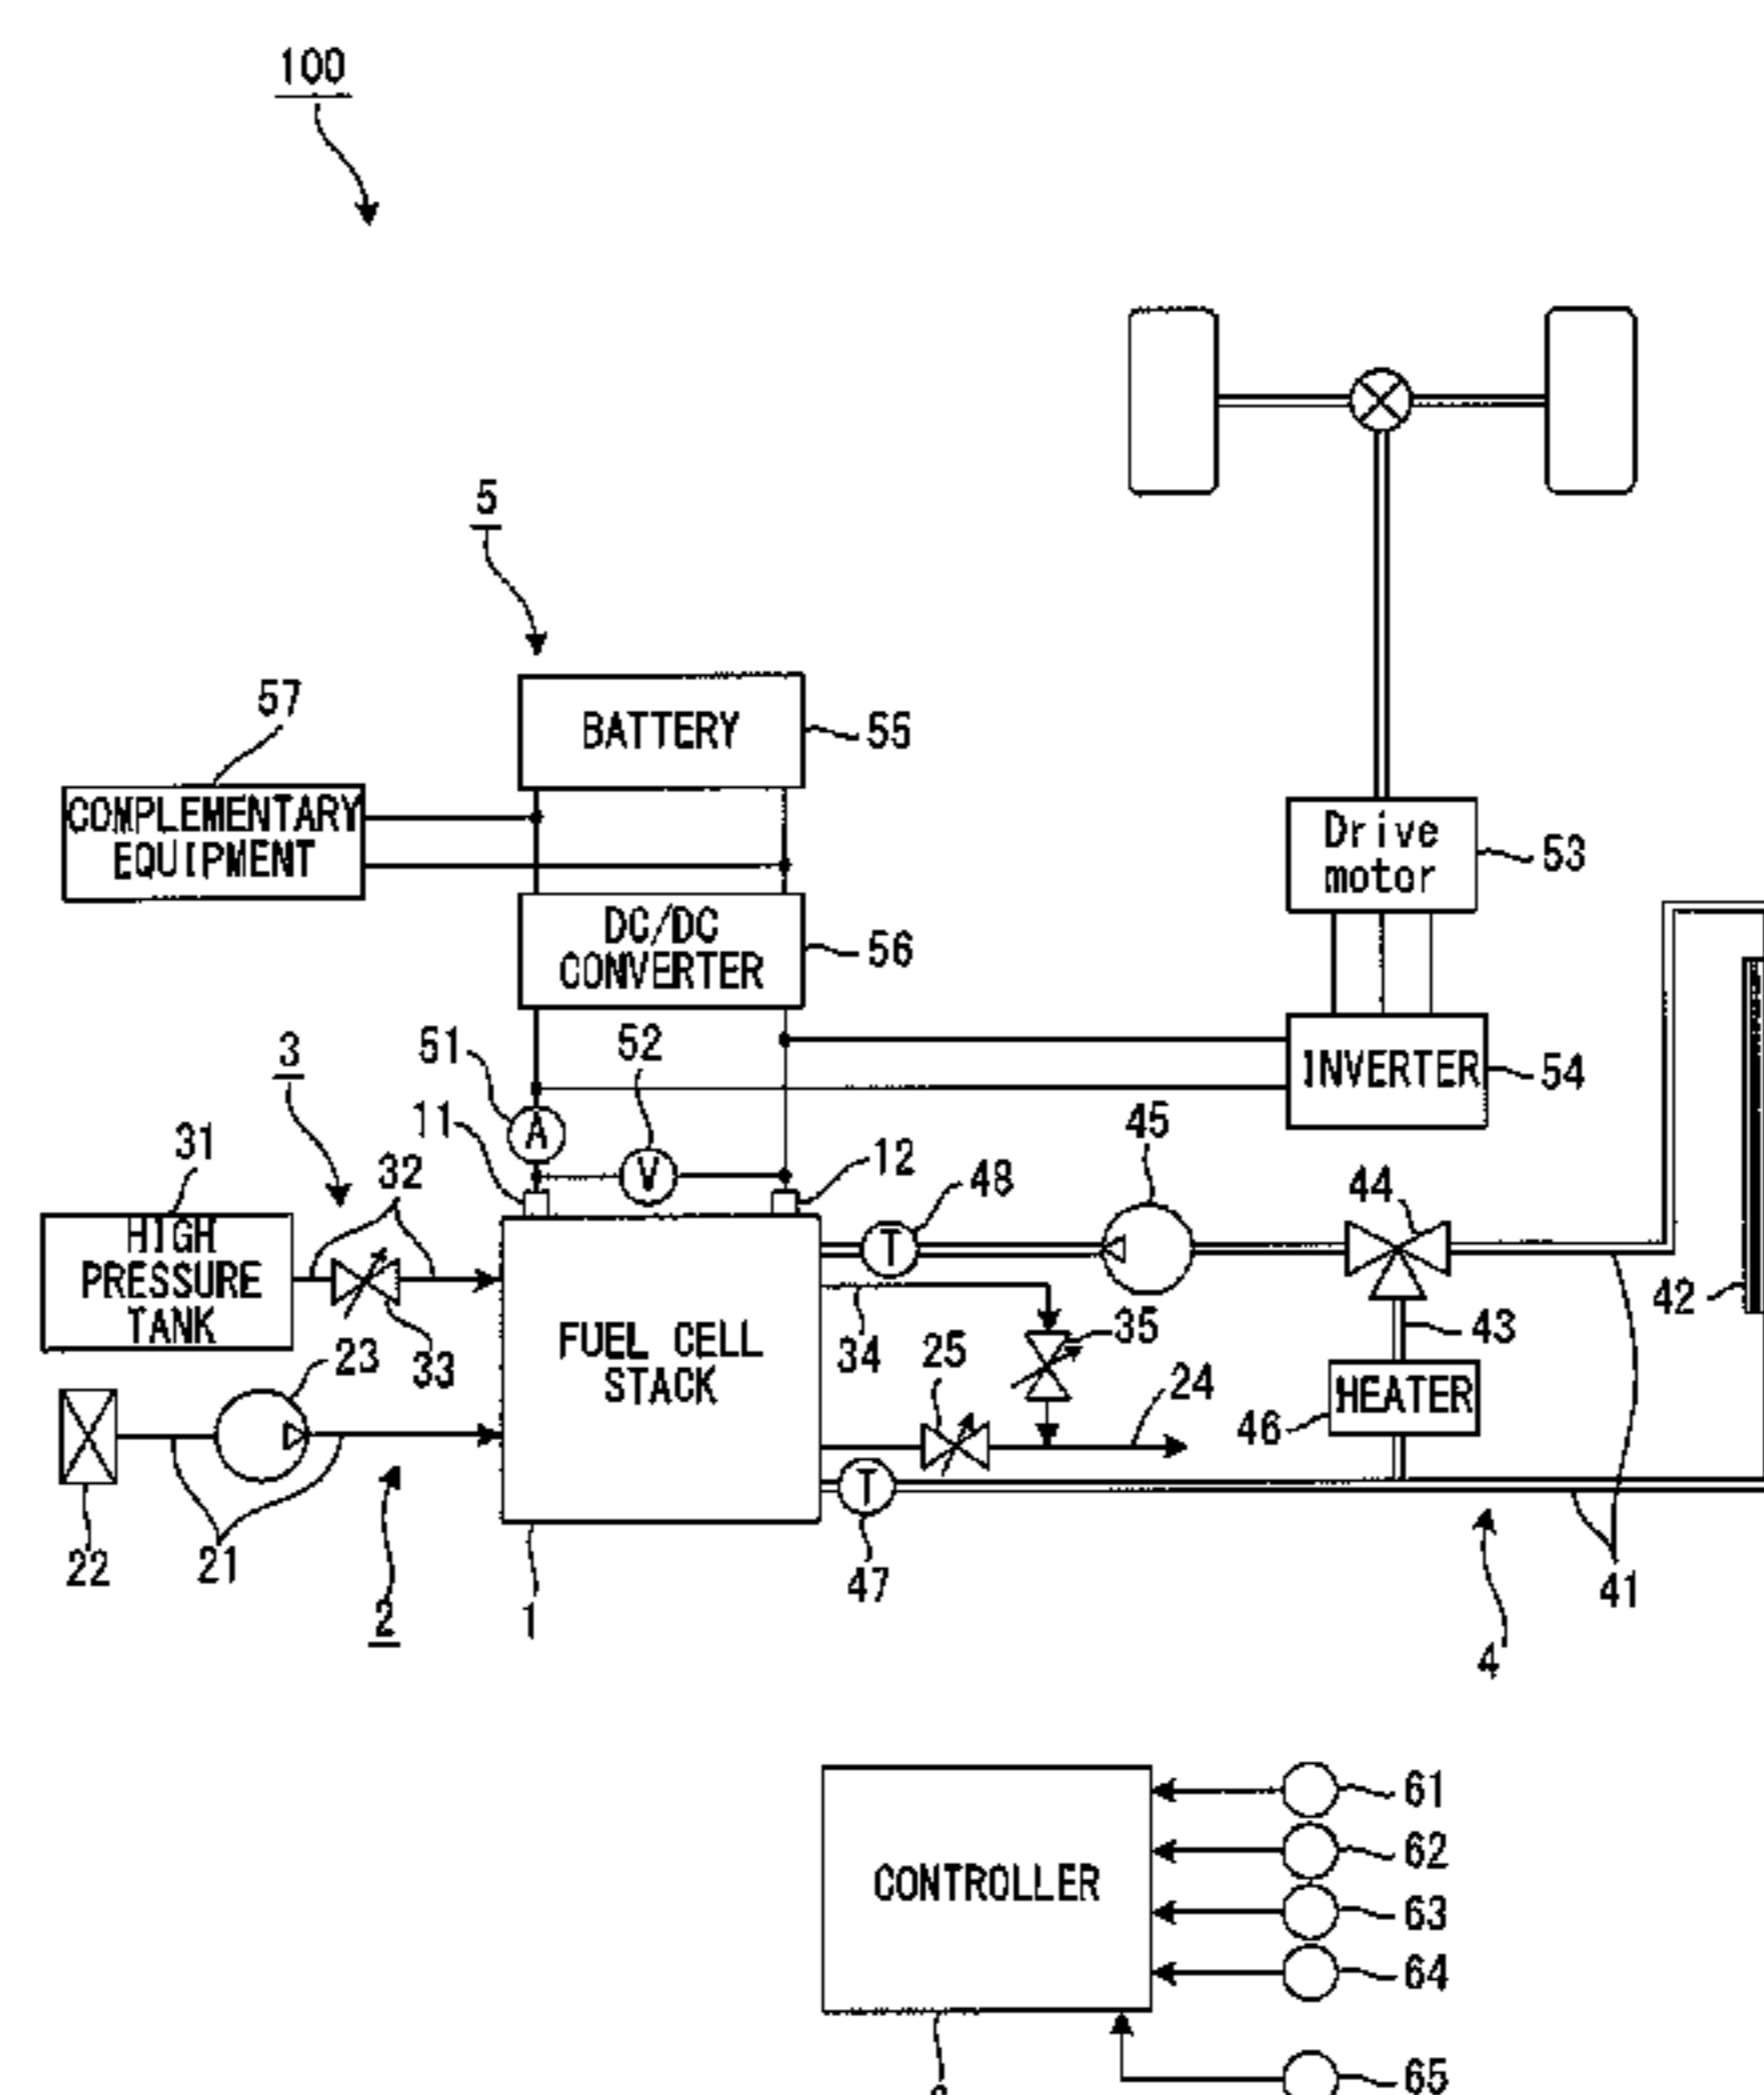 100
5
57
BATTERY
55
COMPLEMENTARY
EQUIPMENT
Drive
motor
53
DC/DC
CONVERTER
56
3
51
52
INVERTER
54
11
45
31
32
12
48
44
HIGH
PRESSURE
TANK
42
43
FUEL CELL
STACK
35
34
25
24
23
33
HEATER
46
22
21
2
1
47
41
4
61
62
CONTROLLER
63
64
65